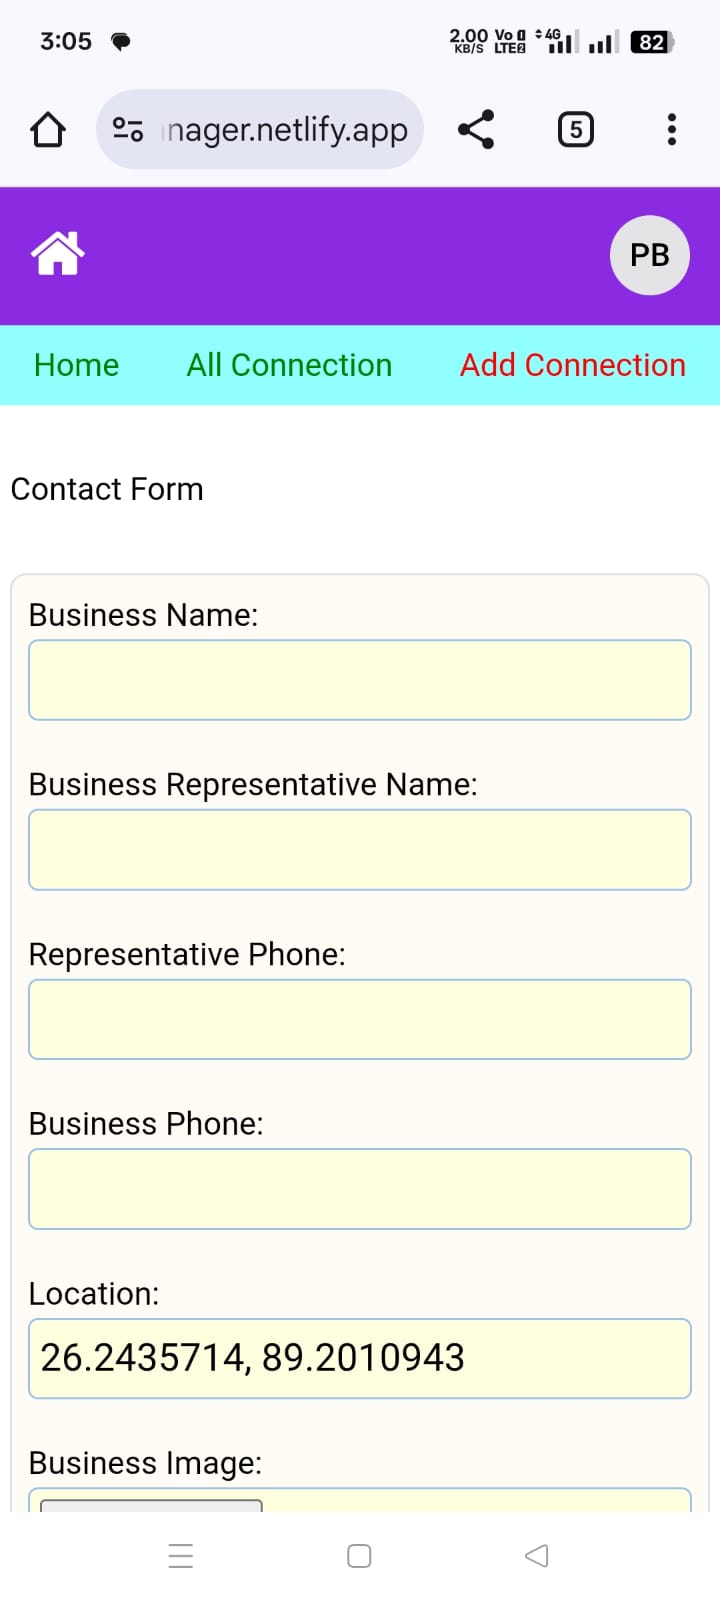 3:05
2.00 KB/S Vo LTE2 4G 82
nager.netlify.app
5
PB
Home All Connection Add Connection
Contact Form
Business Name:
Business Representative Name:
Representative Phone:
Business Phone:
Location:
26.2435714, 89.2010943
Business Image: